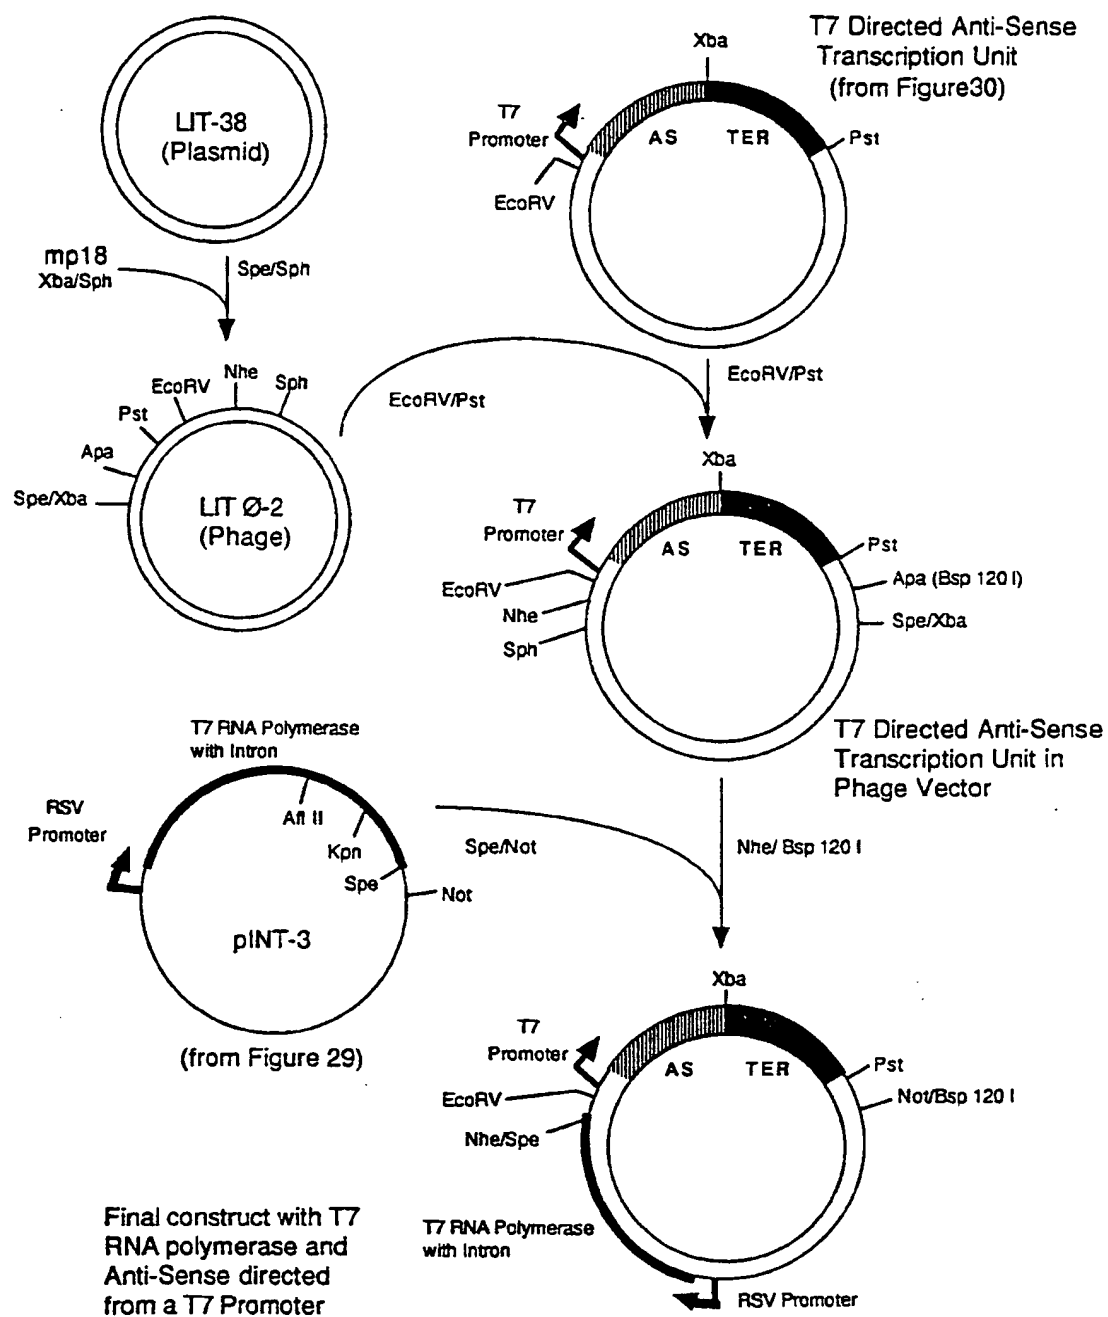 LIT-38
(Plasmid)
mp18
Xba/Sph
Spe/Sph
T7 Directed Anti-Sense
Transcription Unit
(from Figure30)
Xba
T7
Promoter
AS
TER
Pst
EcoRV
EcoRV/Pst
EcoRV/Pst
Nhe
EcoRV
Sph
Pst
Apa
Spe/Xba
LIT Ø-2
(Phage)
Xba
T7
Promoter
AS
TER
Pst
EcoRV
Apa (Bsp 120 I)
Nhe
Spe/Xba
Sph
T7 Directed Anti-Sense
Transcription Unit in
Phage Vector
T7 RNA Polymerase
with Intron
RSV
Promoter
Afl II
Kpn
Spe
Not
pINT-3
(from Figure 29)
Spe/Not
Nhe/ Bsp 120 I
Xba
T7
Promoter
AS
TER
Pst
EcoRV
Not/Bsp 120 I
Nhe/Spe
T7 RNA Polymerase
with Intron
RSV Promoter
Final construct with T7
RNA polymerase and
Anti-Sense directed
from a T7 Promoter